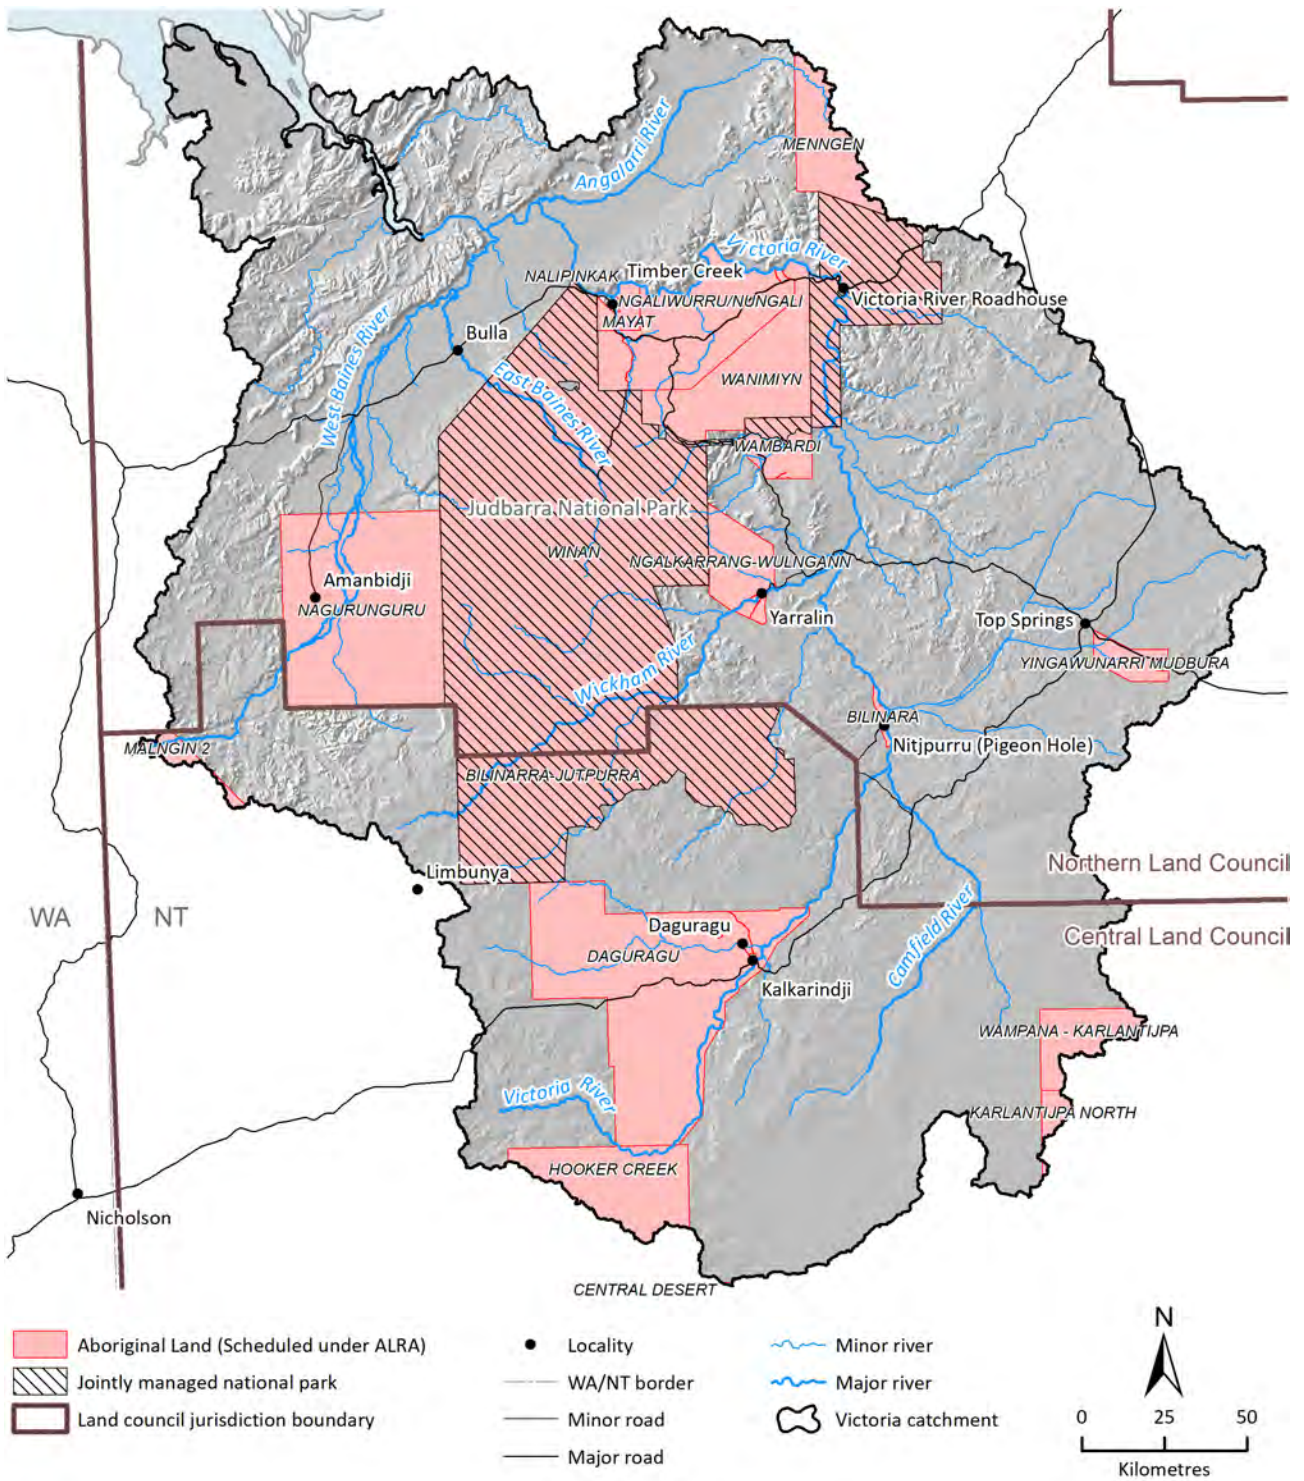 MENNGEN
Angalarri River
Victoria River
NALIPINKAK
Timber Creek
NGALIWURRU/NUNGALI
Victoria River Roadhouse
MAYAT
Bulla
West Baines River
East Baines River
WANIMIYN
WAMBARDI
Judbarra National Park
WINAN
NGALKARRANG-WULNGANN
Amanbidji
NAGURUNGURU
Yarralin
Top Springs
YINGAWUNARRI MUDBURA
Wickham River
BILINARA
Nitjpurru (Pigeon Hole)
MALNGIN 2
BILINARRA-JUTPURRA
Limbunya
Northern Land Council
WA
NT
Central Land Council
Daguragu
DAGURAGU
Camfield River
Kalkarindji
WAMPANA - KARLANTIJPA
Victoria River
KARLANTIJPA NORTH
HOOKER CREEK
Nicholson
CENTRAL DESERT
Aboriginal Land (Scheduled under ALRA)
Jointly managed national park
Land council jurisdiction boundary
Locality
WA/NT border
Minor road
Major road
Minor river
Major river
Victoria catchment
N
0 25 50
Kilometres